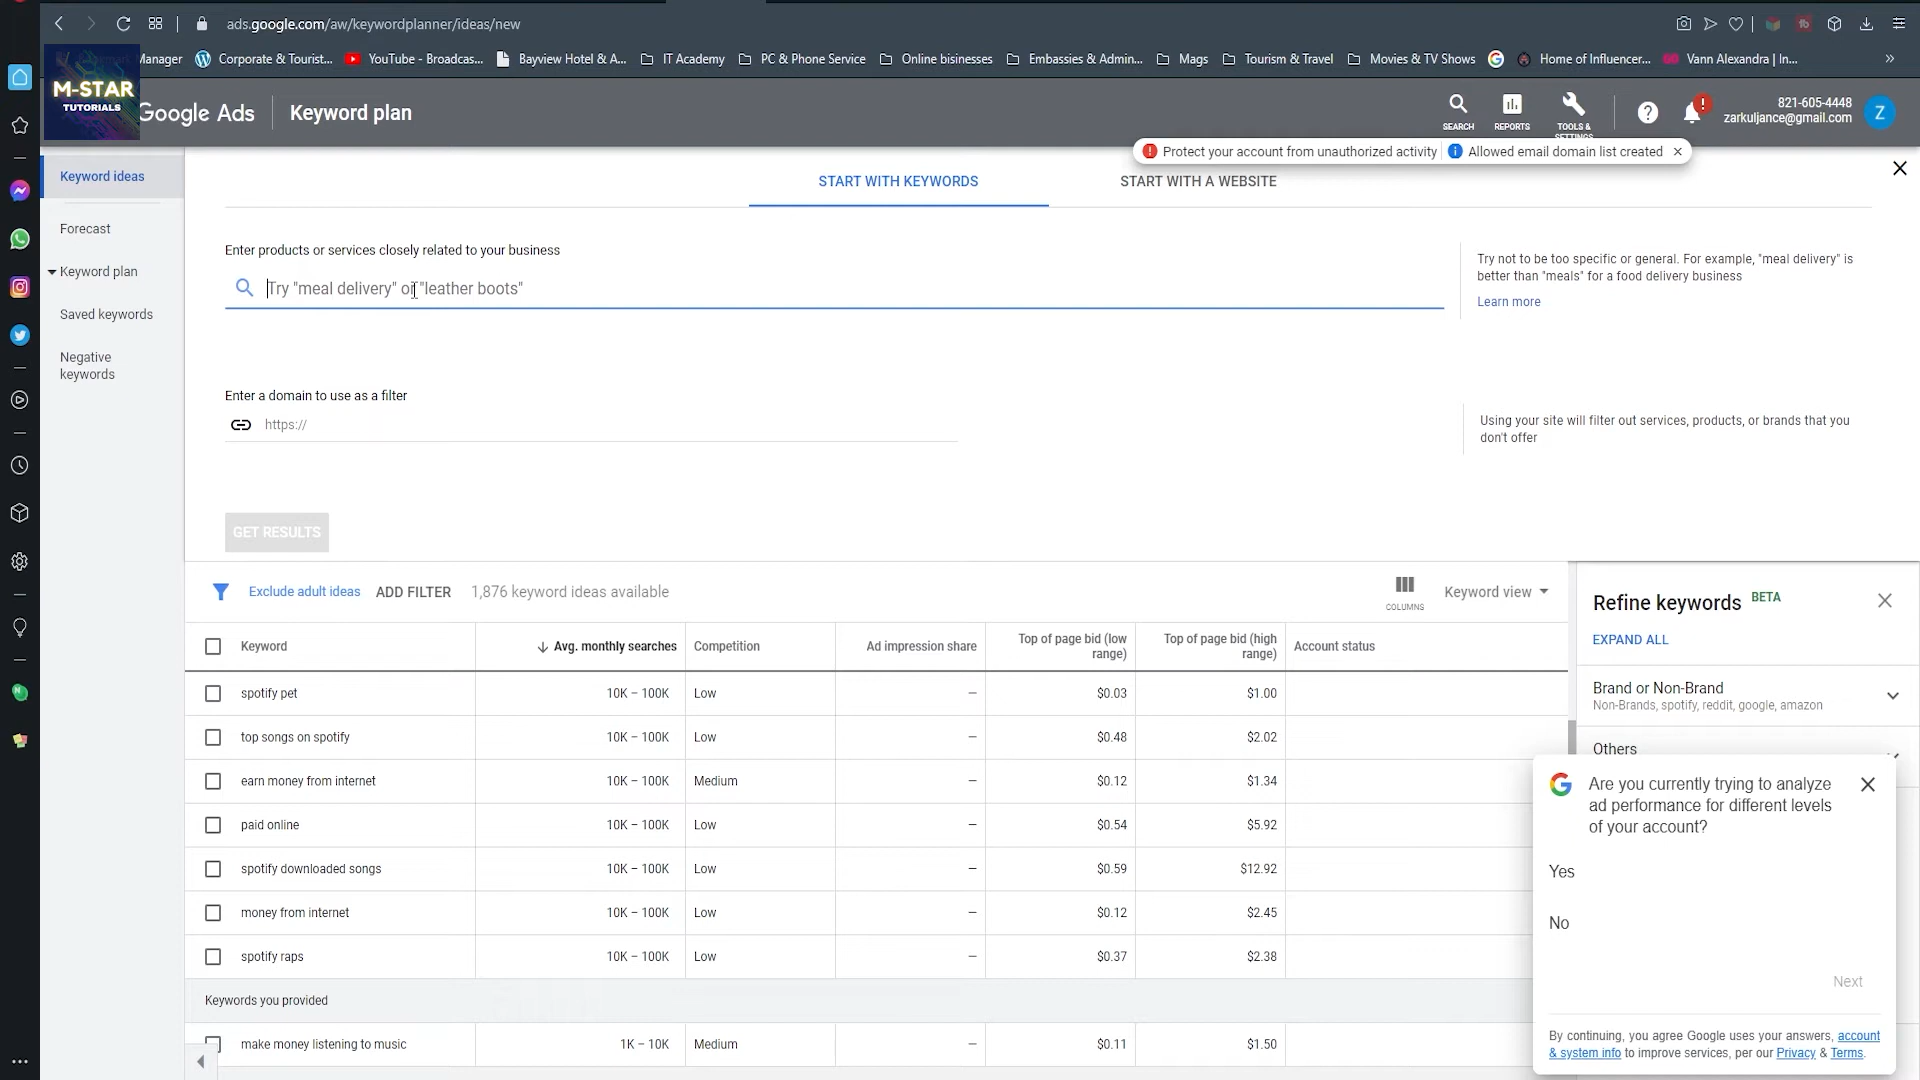 ads.google.com/aw/keywordplanner/ideas/new
Manager
Corporate & Tourist...
YouTube - Broadcas...
Bayview Hotel & A...
IT Academy
PC & Phone Service
Online bisinesses
Embassies & Admin...
Mags
Tourism & Travel
Movies & TV Shows
Home of Influencer...
Vann Alexandra | In...
»
M-STAR
TUTORIALS
Google Ads
Keyword plan
SEARCH
REPORTS
TOOLS &
SETTINGS
821-605-4448
zarkuljance@gmail.com
Z
Protect your account from unauthorized activity
Allowed email domain list created
Keyword ideas
Forecast
Keyword plan
Saved keywords
Negative
keywords
START WITH KEYWORDS
START WITH A WEBSITE
Enter products or services closely related to your business
Try "meal delivery" or "leather boots"
Try not to be too specific or general. For example, "meal delivery" is
better than "meals" for a food delivery business
Learn more
Enter a domain to use as a filter
https://
Using your site will filter out services, products, or brands that you
don't offer
GET RESULTS
Exclude adult ideas
ADD FILTER
1,876 keyword ideas available
COLUMNS
Keyword view
Keyword
Avg. monthly searches
Competition
Ad impression share
Top of page bid (low
range)
Top of page bid (high
range)
Account status
spotify pet 10K – 100K Low — $0.03 $1.00
top songs on spotify 10K – 100K Low — $0.48 $2.02
earn money from internet 10K – 100K Medium — $0.12 $1.34
paid online 10K – 100K Low — $0.54 $5.92
spotify downloaded songs 10K – 100K Low — $0.59 $12.92
money from internet 10K – 100K Low — $0.12 $2.45
spotify raps 10K – 100K Low — $0.37 $2.38
Keywords you provided
make money listening to music 1K – 10K Medium — $0.11 $1.50
Refine keywords BETA
EXPAND ALL
Brand or Non-Brand
Non-Brands, spotify, reddit, google, amazon
Others
Are you currently trying to analyze
ad performance for different levels
of your account?
Yes
No
Next
By continuing, you agree Google uses your answers, account
& system info to improve services, per our Privacy & Terms.